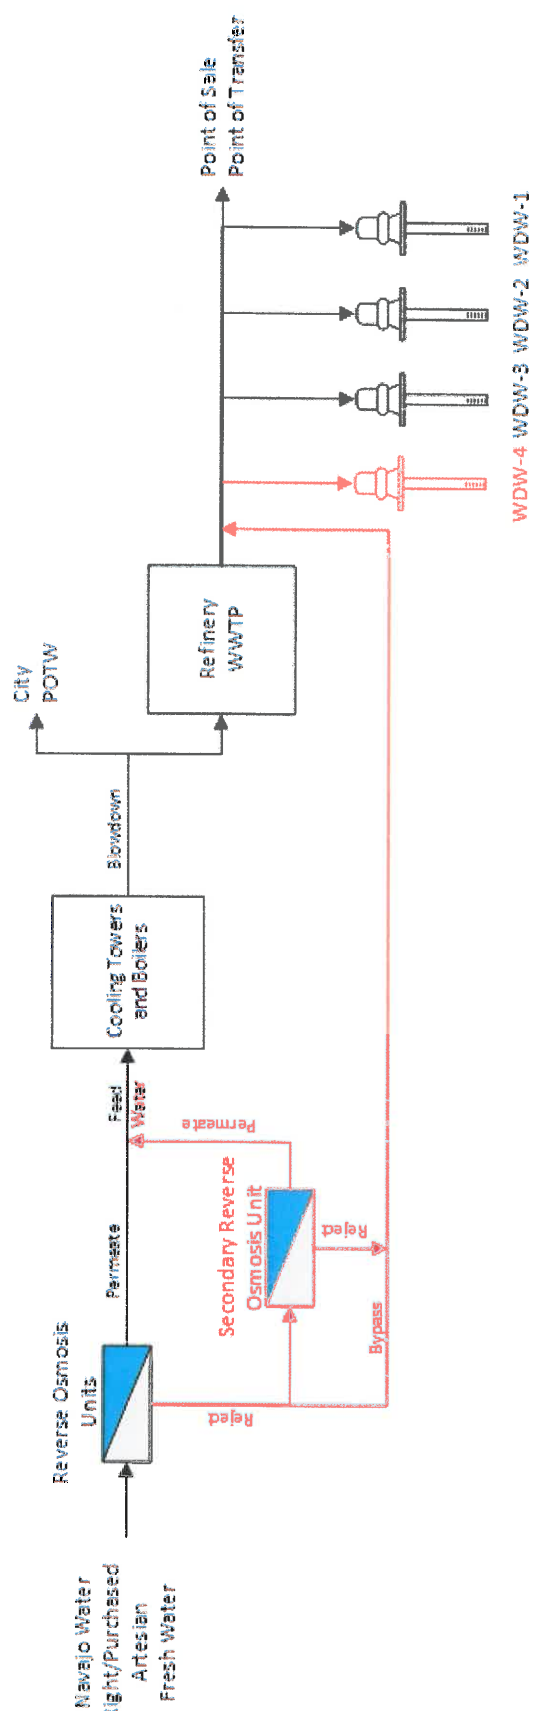 Navajo Water
ight/Purchased
Artesian
Fresh Water
Reverse Osmosis
Units
Permeate
Feed
Water
Reject
Secondary Reverse
Osmosis Unit
Permeate
Reject
Bypass
Cooling Towers
and Boilers
Blowdown
City
POTW
Refinery
WWTP
Point of Sale
Point of Transfer
WDW-4 WDW-3 WDW-2 WDW-1